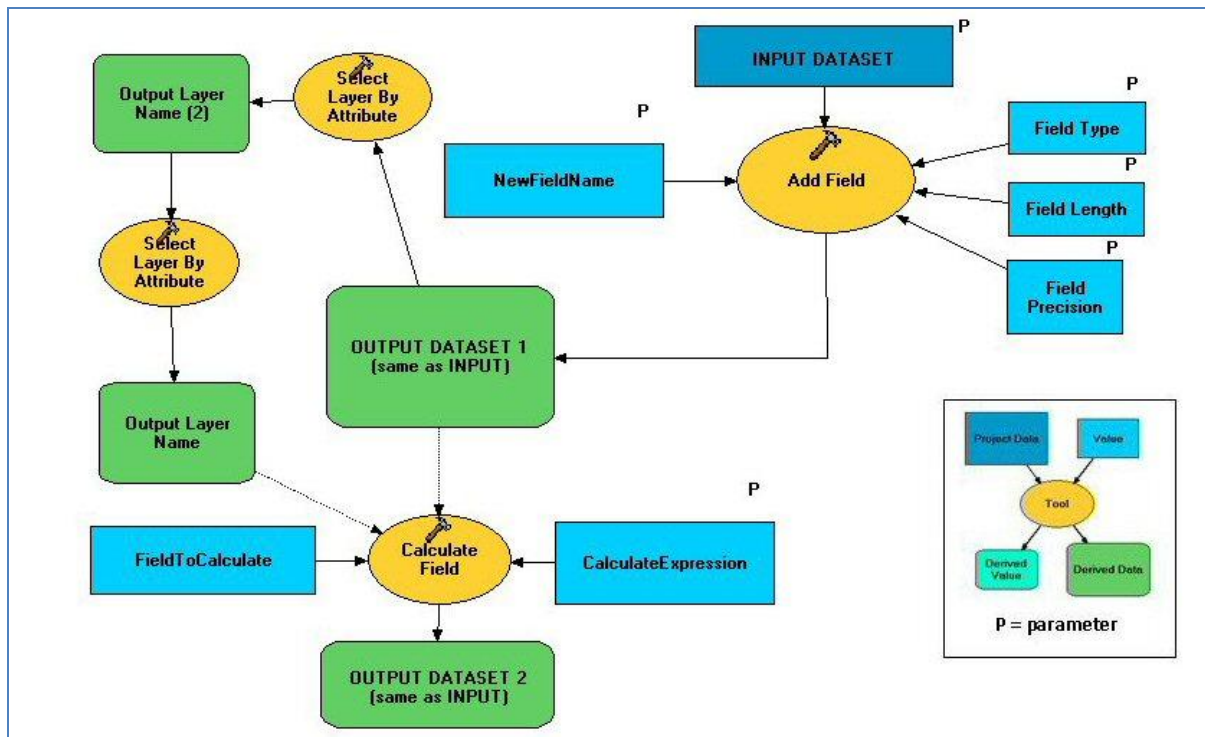 P
INPUT DATASET
Select
Layer By
Attribute
Output Layer
Name (2)
P
NewFieldName
Add Field
P
Field Type
P
Field Length
P
Field
Precision
Select
Layer By
Attribute
OUTPUT DATASET 1
(same as INPUT)
Output Layer
Name
P
FieldToCalculate
Calculate
Field
CalculateExpression
OUTPUT DATASET 2
(same as INPUT)
Project Data
Value
Tool
Derived
Value
Derived Data
P = parameter